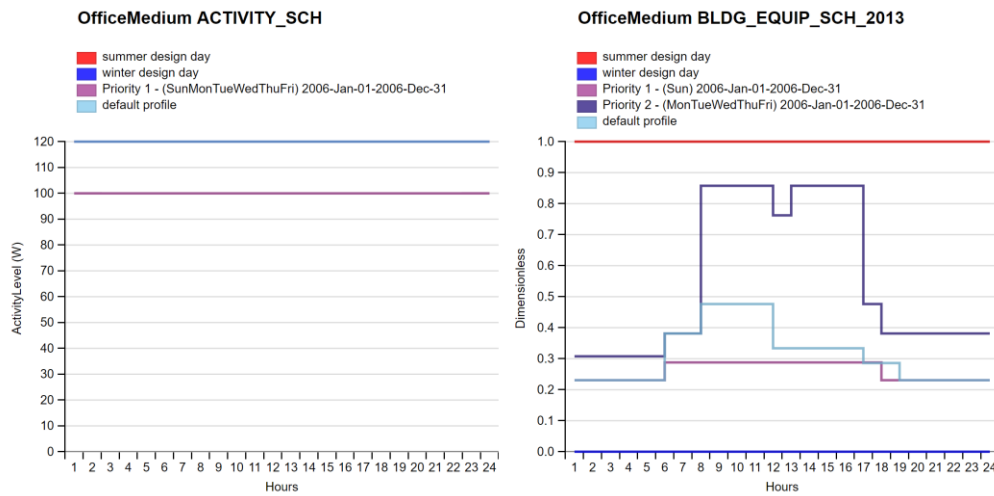 OfficeMedium ACTIVITY_SCH
summer design day
winter design day
Priority 1 - (SunMonTueWedThuFri) 2006-Jan-01-2006-Dec-31
default profile
120
110
100
90
80
70
60
50
40
30
20
10
0
ActivityLevel (W)
1 2 3 4 5 6 7 8 9 10 11 12 13 14 15 16 17 18 19 20 21 22 23 24
Hours
OfficeMedium BLDG_EQUIP_SCH_2013
summer design day
winter design day
Priority 1 - (Sun) 2006-Jan-01-2006-Dec-31
Priority 2 - (MonTueWedThuFri) 2006-Jan-01-2006-Dec-31
default profile
1.0
0.9
0.8
0.7
0.6
0.5
0.4
0.3
0.2
0.1
0.0
Dimensionless
1 2 3 4 5 6 7 8 9 10 11 12 13 14 15 16 17 18 19 20 21 22 23 24
Hours